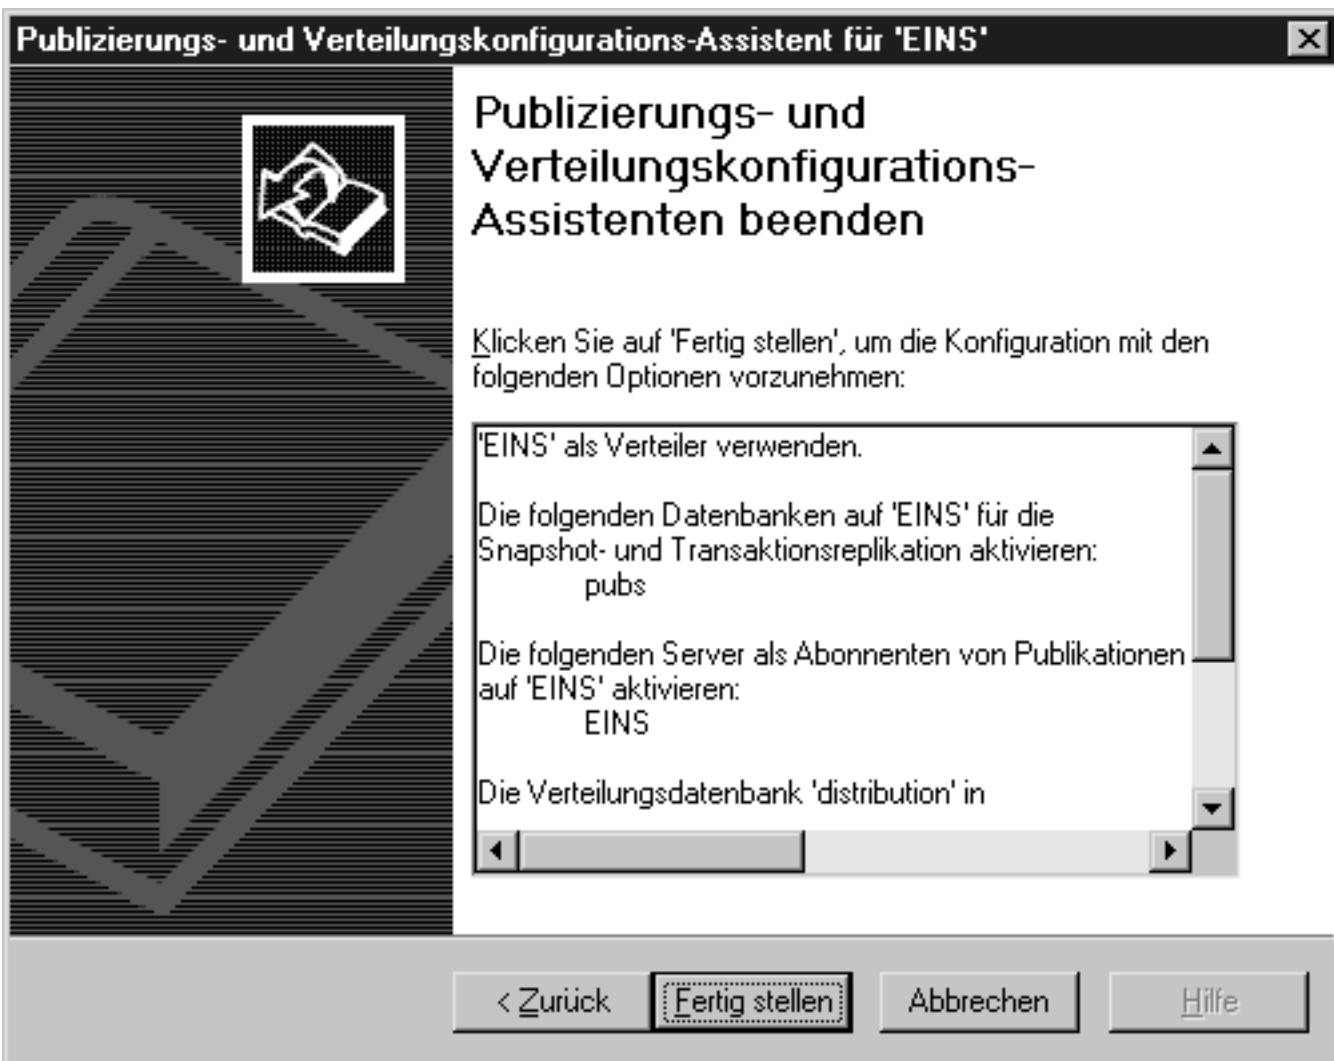 Publizierungs- und Verteilungskonfigurations-Assistent für 'EINS'
Publizierungs- und
Verteilungskonfigurations-
Assistenten beenden
Klicken Sie auf 'Fertig stellen', um die Konfiguration mit den
folgenden Optionen vorzunehmen:
'EINS' als Verteiler verwenden.
Die folgenden Datenbanken auf 'EINS' für die
Snapshot- und Transaktionsreplikation aktivieren:
pubs
Die folgenden Server als Abonnenten von Publikationen
auf 'EINS' aktivieren:
EINS
Die Verteilungsdatenbank 'distribution' in
< Zurück Fertig stellen Abbrechen Hilfe